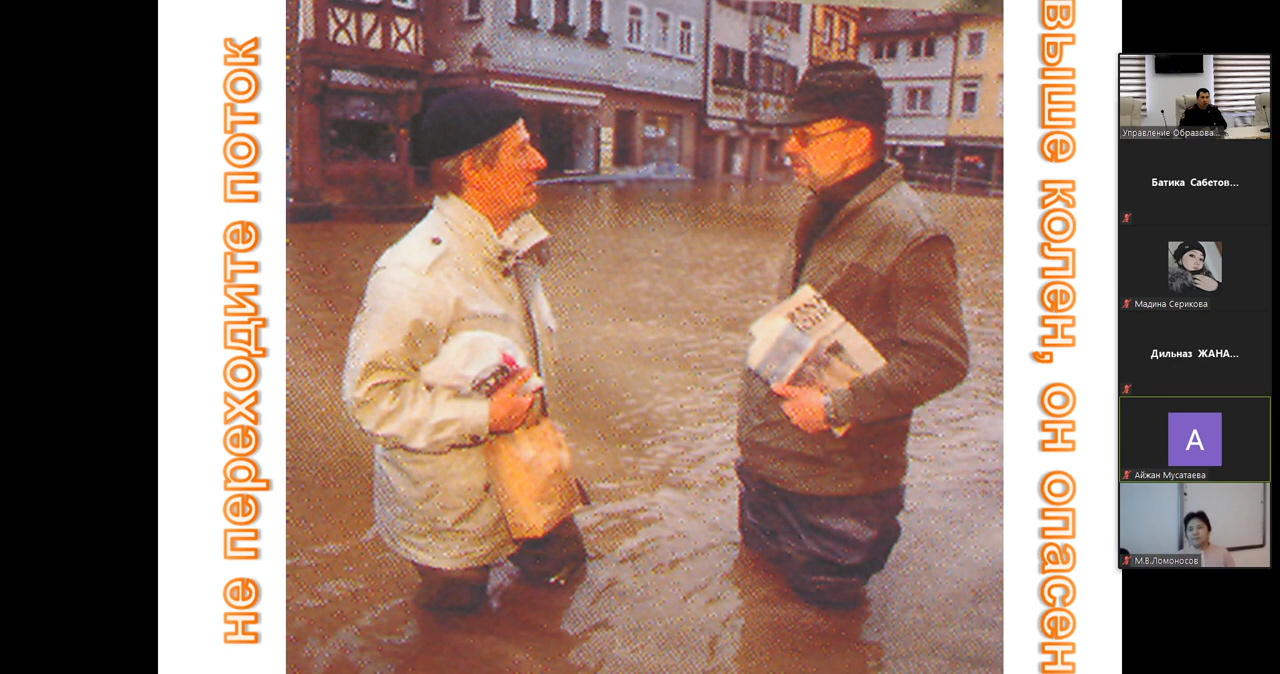 не переходите поток
выше колен, он опасен
Управление Образова...
Батика Сабетов...
Мадина Серикова
Дильназ ЖАНА...
А
Айжан Мусатаева
М.В.Ломоносов